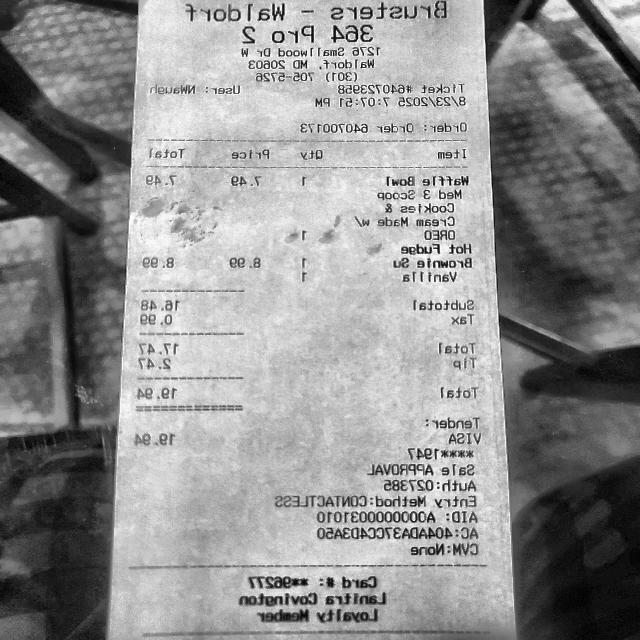 Brusters - Waldorf
364 Pro 2
1276 Smallwood Dr W
Waldorf, MD 20603
(301) 705-5726
Ticket #640723958 User: NWaugh
8/23/2025 7:07:51 PM
Order: Order 640700173
Item Qty Price Total
Waffle Bowl 1 7.49 7.49
Med 3 Scoop
Cookies &
Cream Made w/
OREO 1
Hot Fudge
Brownie Su 1 8.99 8.99
Vanilla 1
Subtotal 16.48
Tax 0.99
Total 17.47
Tip 2.47
Total 19.94
Tender:
VISA 19.94
****1947
Sale APPROVAL
Auth:027385
Entry Method:CONTACTLESS
AID: A0000000031010
AC:404ADA37CC4D3A50
CVM:None
Card #: **96277
Lanitra Covington
Loyalty Member